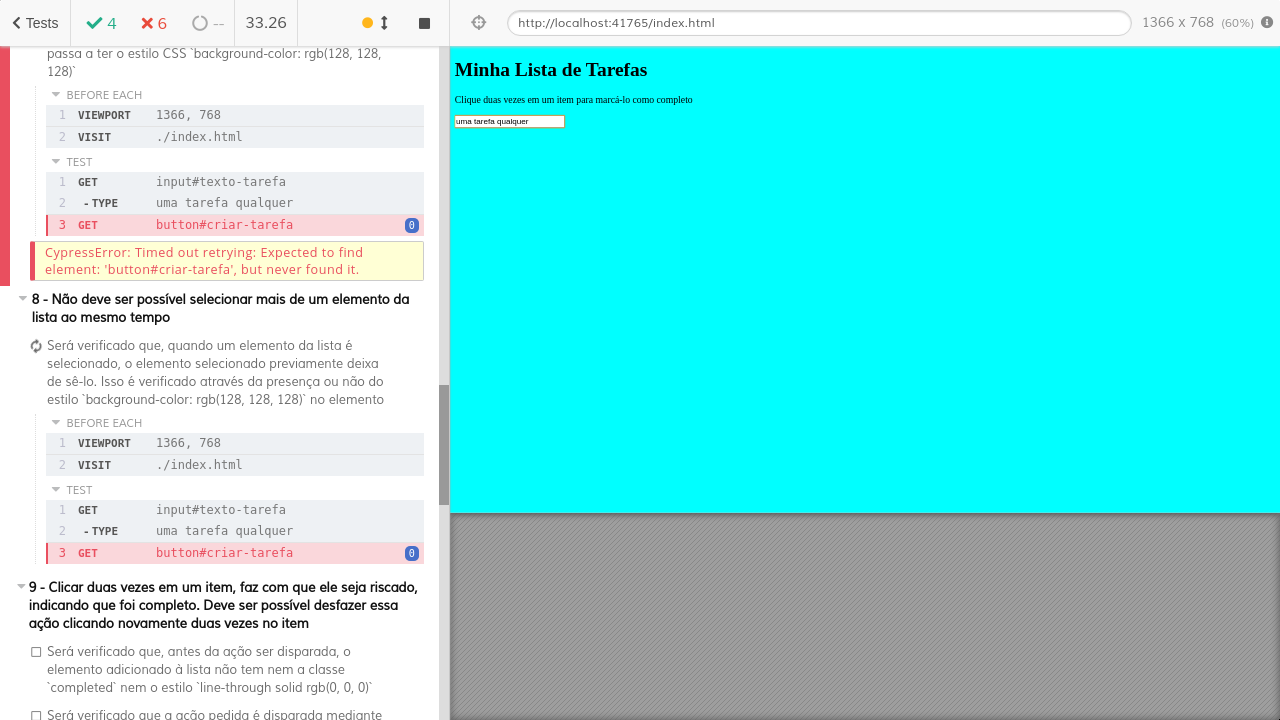 Tests 4 6 -- 33.26 http://localhost:41765/index.html 1366 x 768 (60%)
passa a ter o estilo CSS `background-color: rgb(128, 128,
128)`
BEFORE EACH
1 VIEWPORT 1366, 768
2 VISIT ./index.html
TEST
1 GET input#texto-tarefa
2 -TYPE uma tarefa qualquer
3 GET button#criar-tarefa 0
CypressError: Timed out retrying: Expected to find
element: 'button#criar-tarefa', but never found it.
8 - Não deve ser possível selecionar mais de um elemento da
lista ao mesmo tempo
Será verificado que, quando um elemento da lista é
selecionado, o elemento selecionado previamente deixa
de sê-lo. Isso é verificado através da presença ou não do
estilo `background-color: rgb(128, 128, 128)` no elemento
BEFORE EACH
1 VIEWPORT 1366, 768
2 VISIT ./index.html
TEST
1 GET input#texto-tarefa
2 -TYPE uma tarefa qualquer
3 GET button#criar-tarefa 0
9 - Clicar duas vezes em um item, faz com que ele seja riscado,
indicando que foi completo. Deve ser possível desfazer essa
ação clicando novamente duas vezes no item
Será verificado que, antes da ação ser disparada, o
elemento adicionado à lista não tem nem a classe
`completed` nem o estilo `line-through solid rgb(0, 0, 0)`
Será verificado que a ação pedida é disparada mediante
Minha Lista de Tarefas
Clique duas vezes em um item para marcá-lo como completo
uma tarefa qualquer